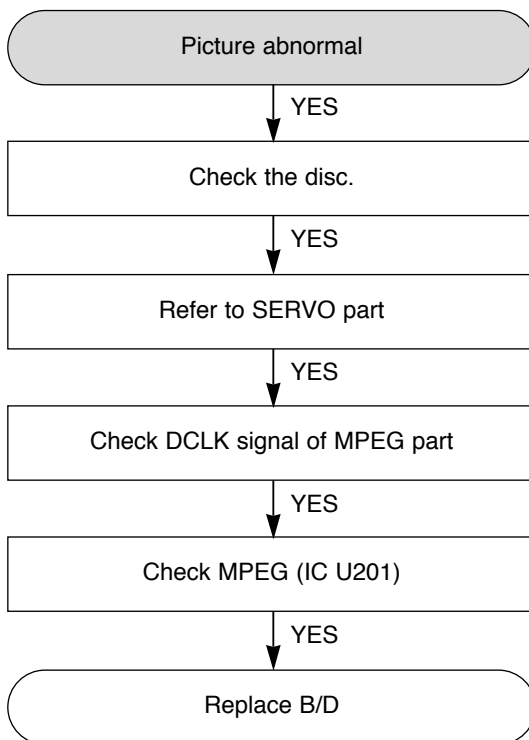 Picture abnormal
YES
Check the disc.
YES
Refer to SERVO part
YES
Check DCLK signal of MPEG part
YES
Check MPEG (IC U201)
YES
Replace B/D